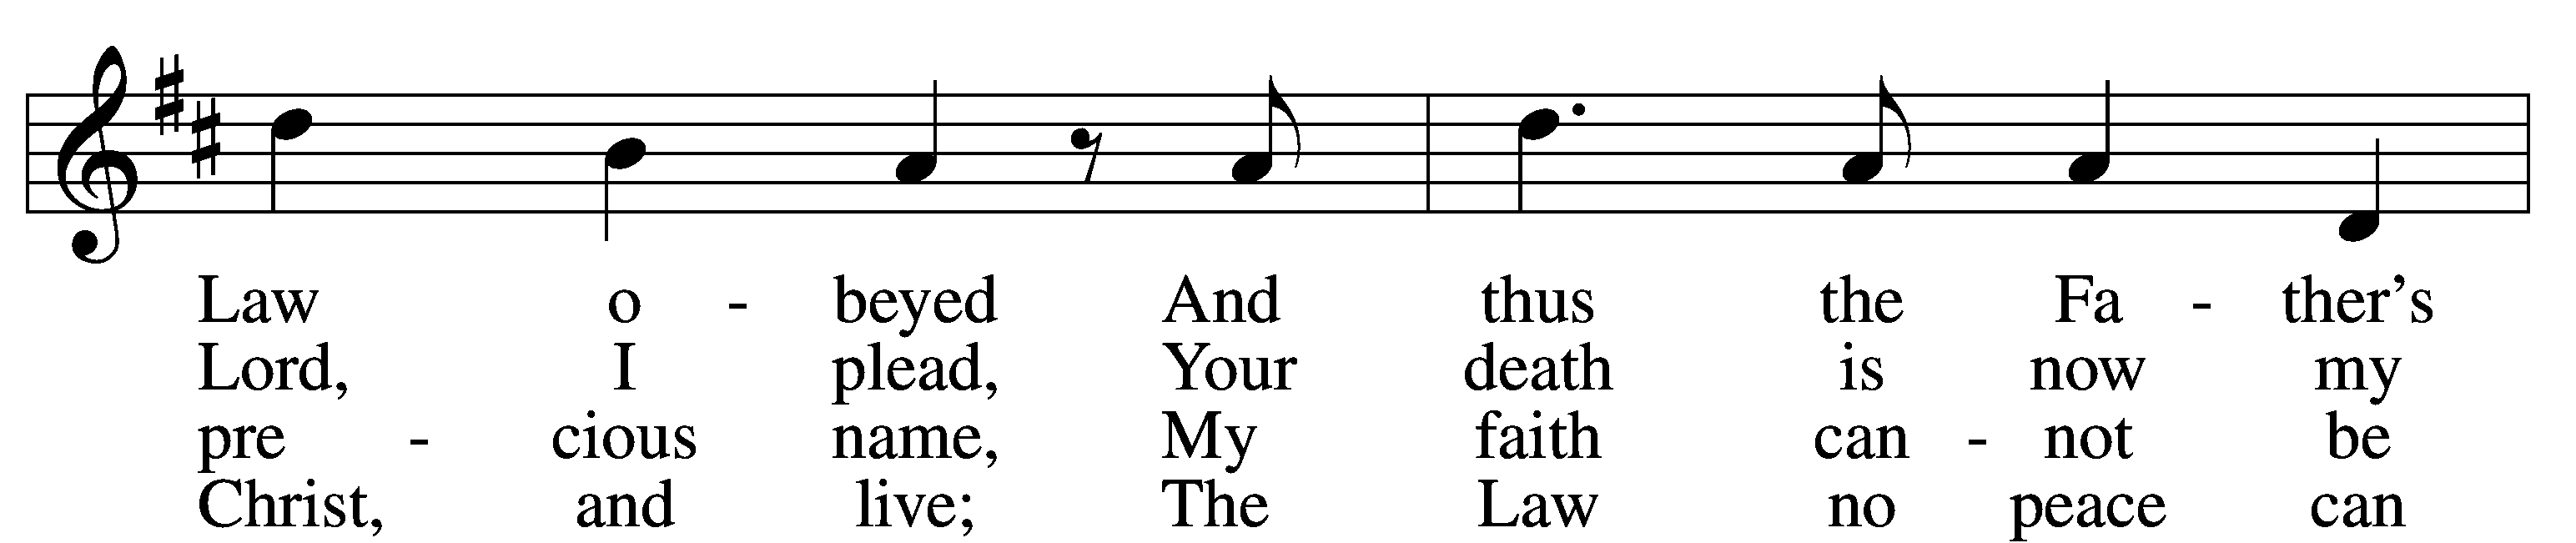 Law o - beyed And thus the Fa - ther’s
Lord, I plead, Your death is now my
pre - cious name, My faith can - not be
Christ, and live; The Law no peace can